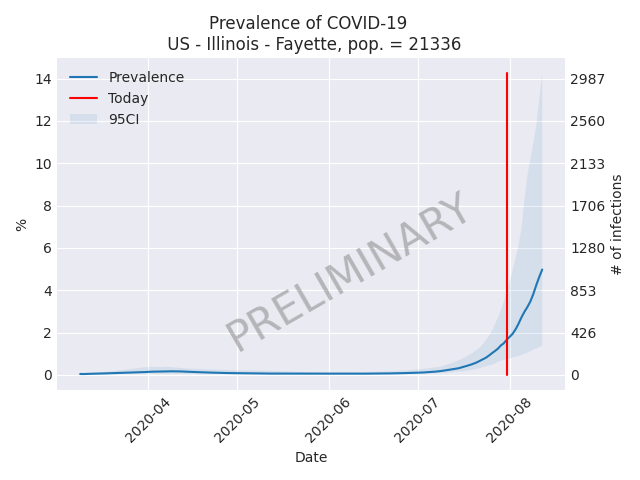 Prevalence of COVID-19
US - Illinois - Fayette, pop. = 21336
Prevalence
Today
95CI
PRELIMINARY
14
12
10
8
6
4
2
0
%
2987
2560
2133
1706
1280
853
426
0
# of infections
2020-04
2020-05
2020-06
2020-07
2020-08
Date